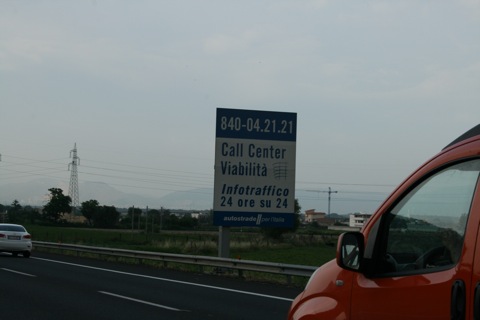 840-04.21.21
Call Center
Viabilità
Infotraffico
24 ore su 24
autostrade per l'italia